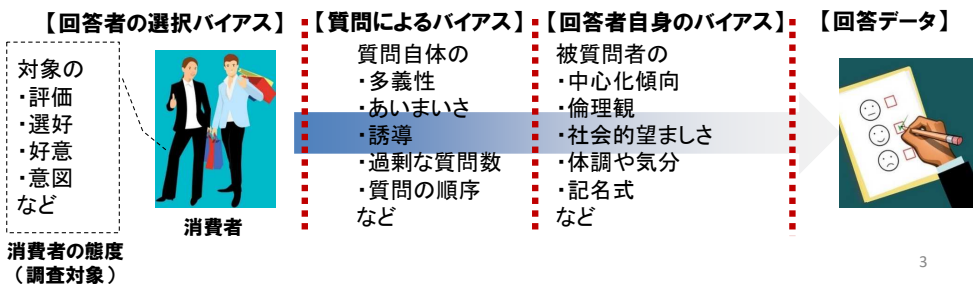 【回答者の選択バイアス】
対象の
・評価
・選好
・好意
・意図
など
消費者の態度
（調査対象）
消費者
【質問によるバイアス】
質問自体の
・多義性
・あいまいさ
・誘導
・過剰な質問数
・質問の順序
など
【回答者自身のバイアス】
被質問者の
・中心化傾向
・倫理観
・社会的望ましさ
・体調や気分
・記名式
など
【回答データ】
3